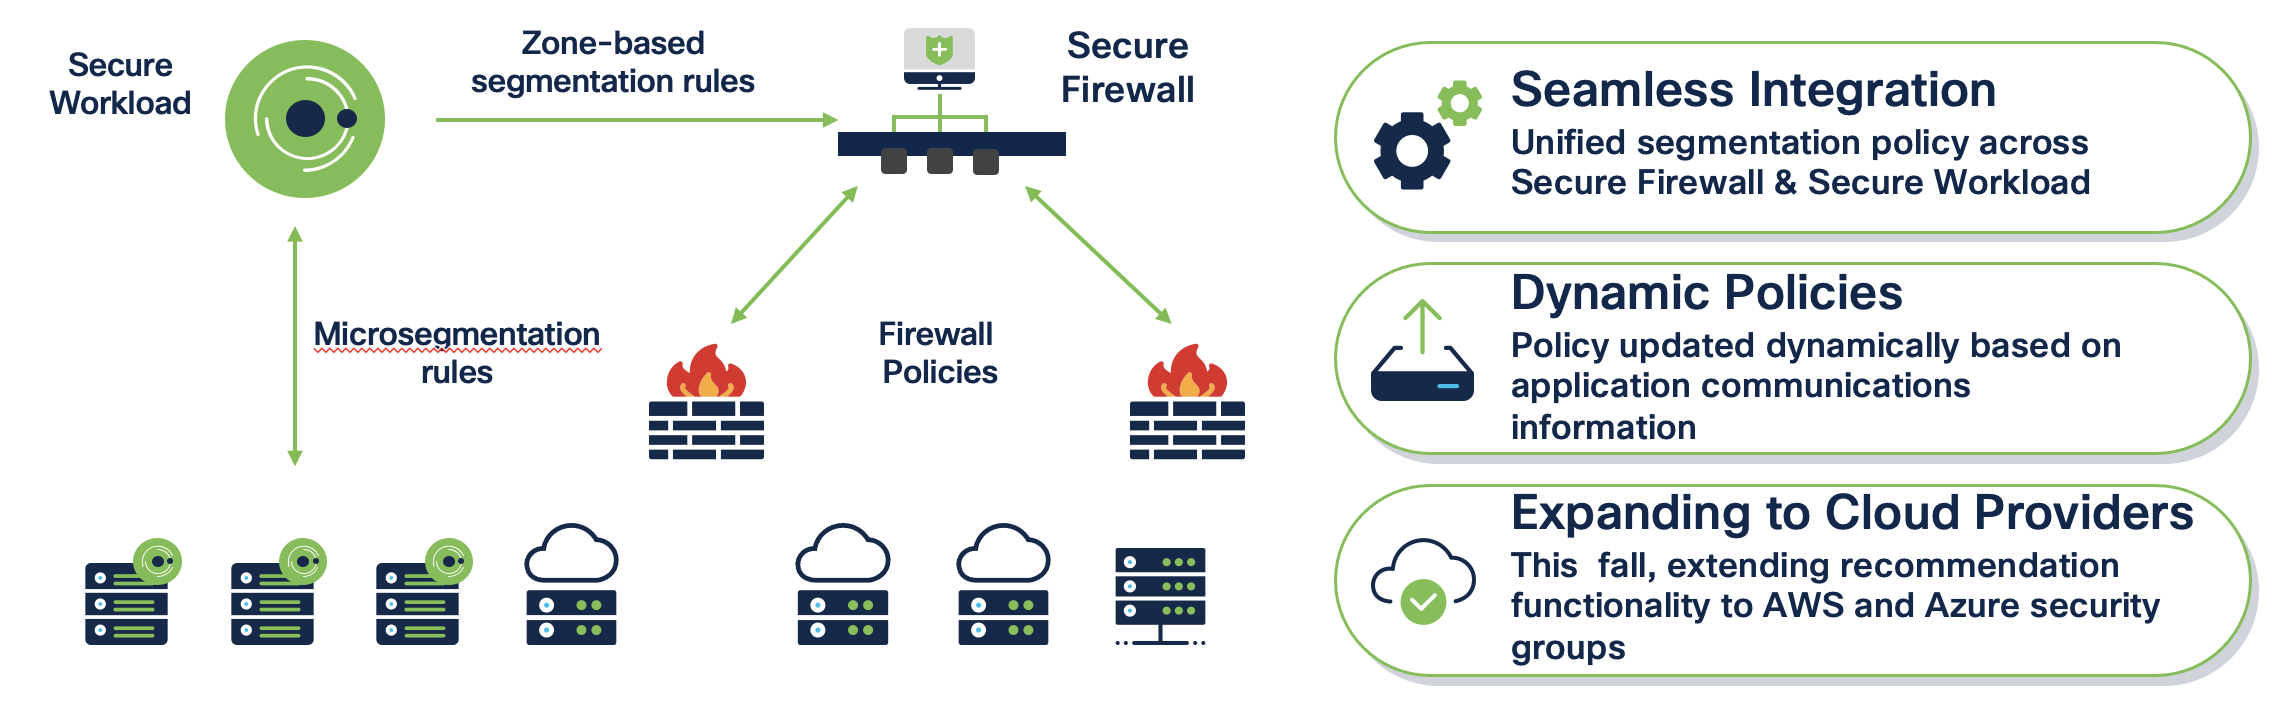 Secure
Workload
Zone-based
segmentation rules
Secure
Firewall
Microsegmentation
rules
Firewall
Policies
Seamless Integration
Unified segmentation policy across
Secure Firewall & Secure Workload
Dynamic Policies
Policy updated dynamically based on
application communications
information
Expanding to Cloud Providers
This  fall, extending recommendation
functionality to AWS and Azure security
groups